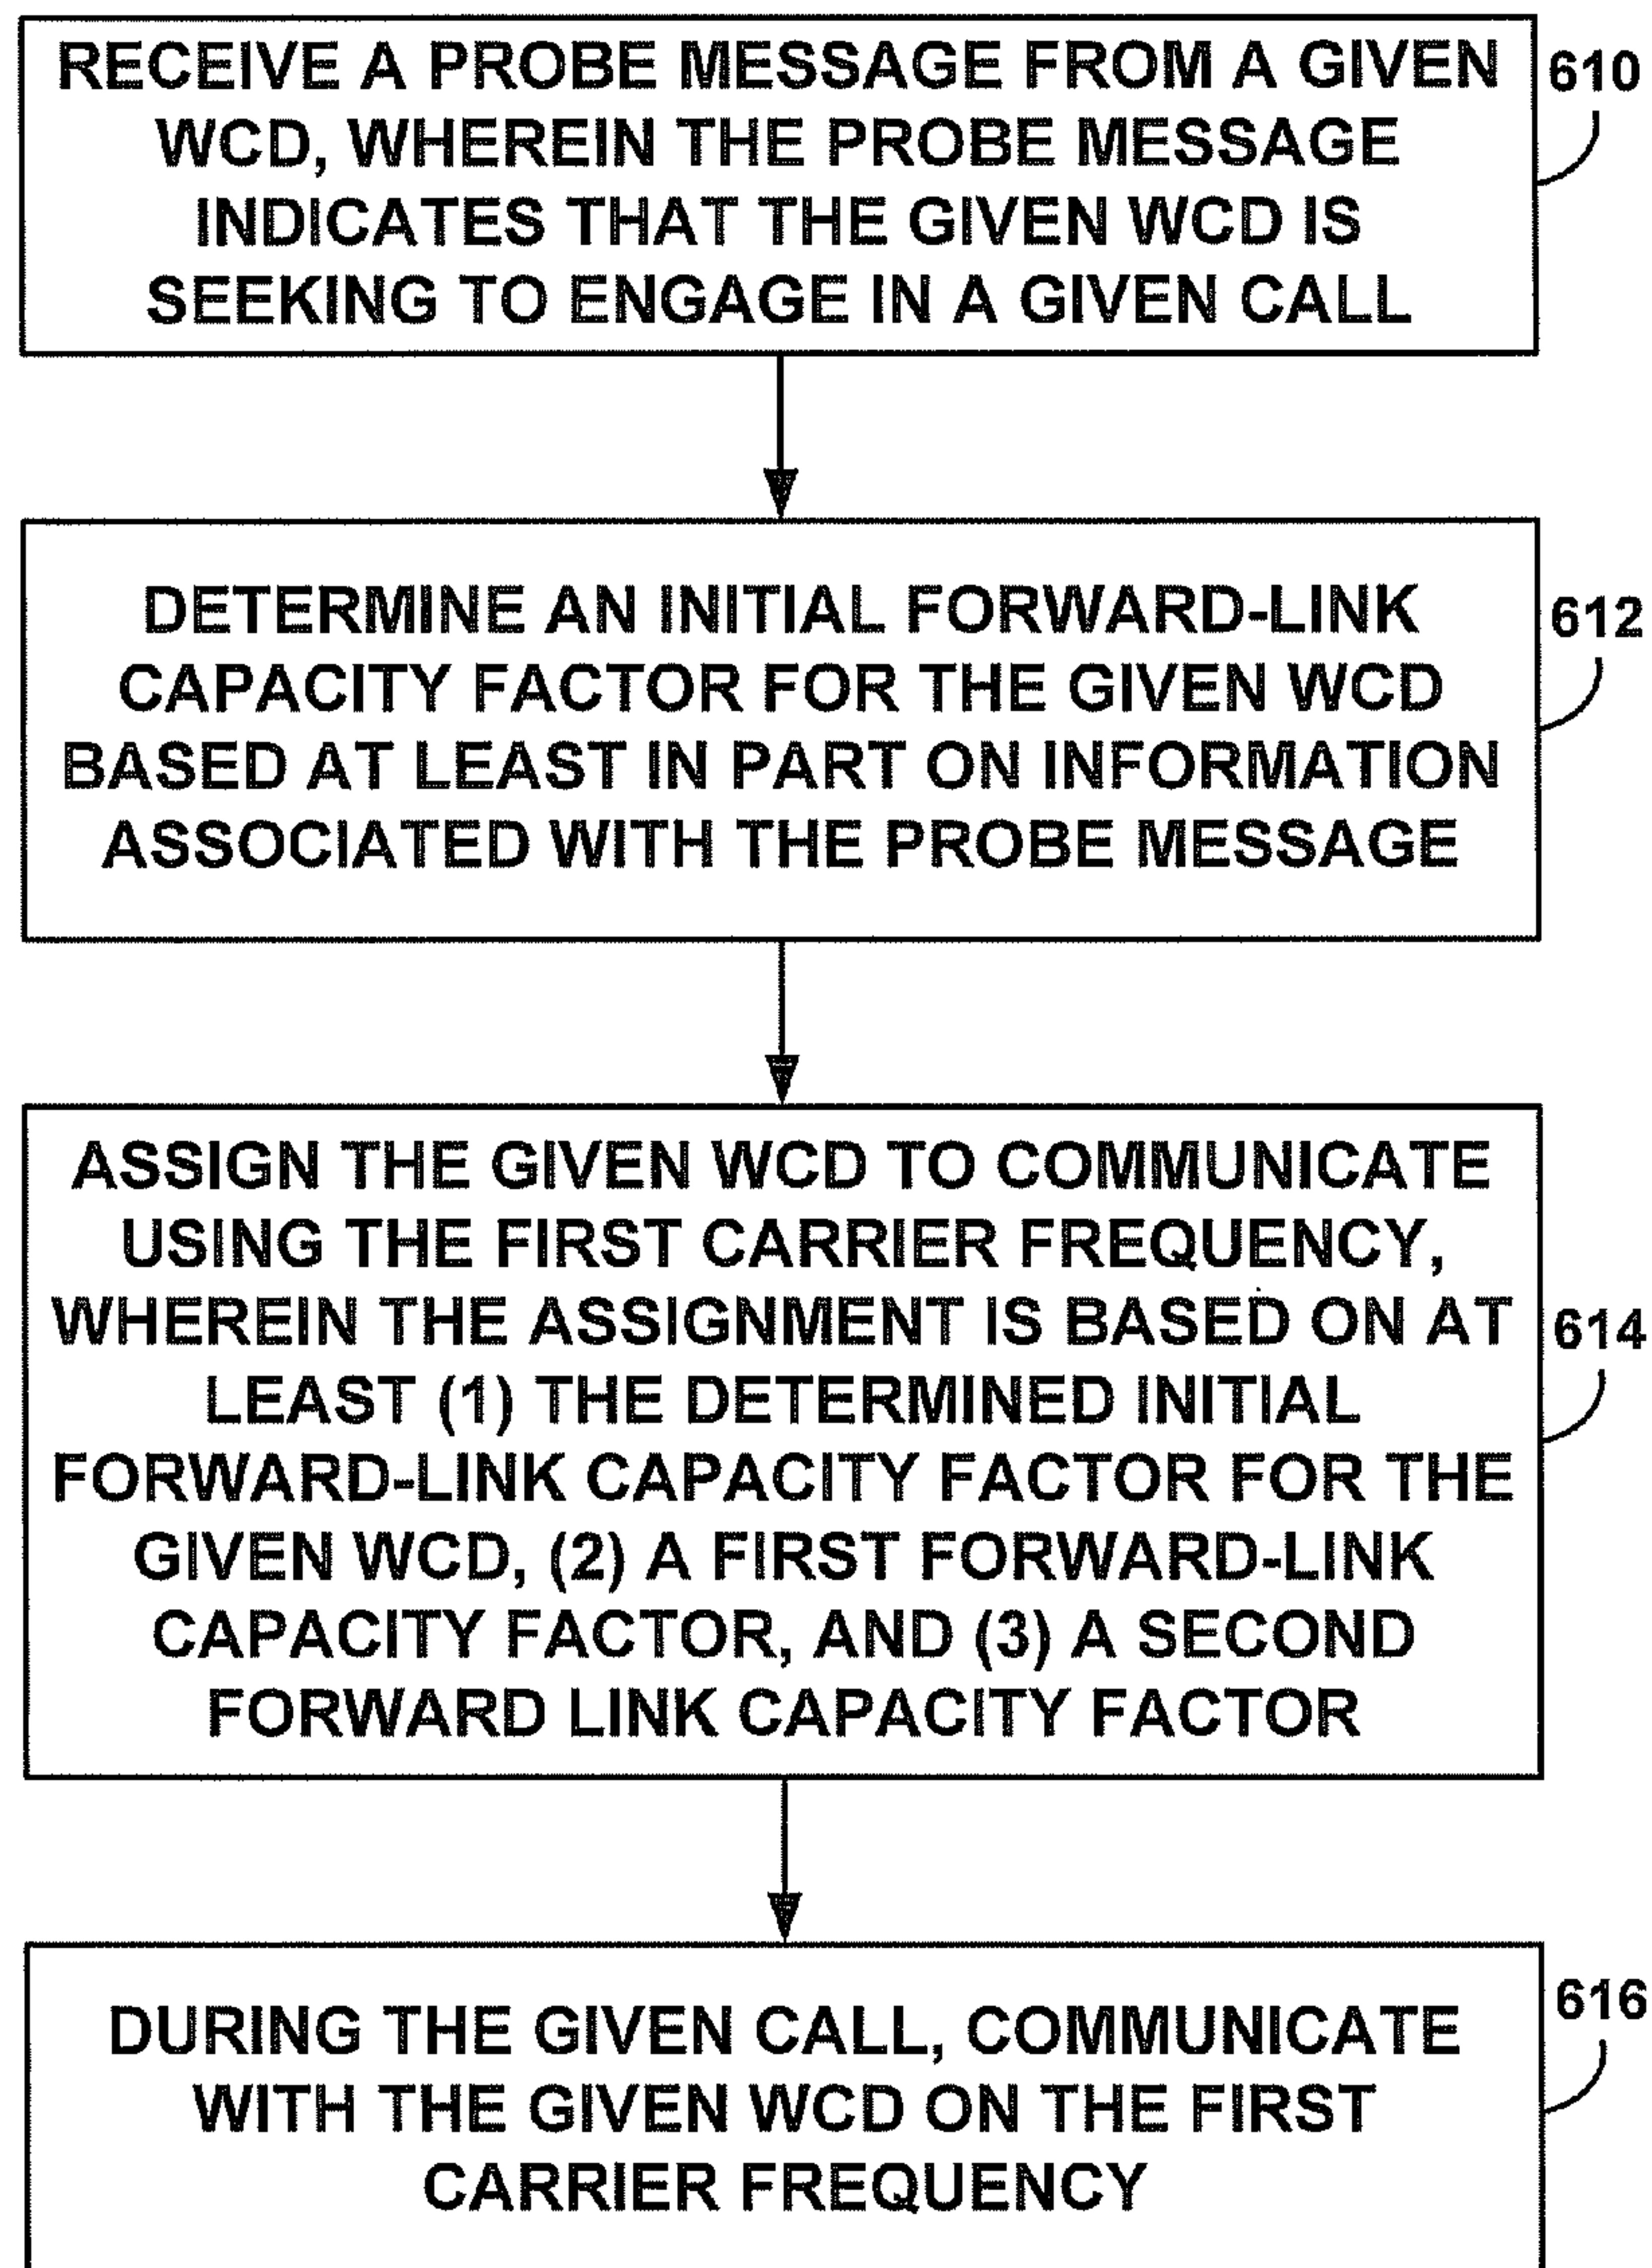 RECEIVE A PROBE MESSAGE FROM A GIVEN
WCD, WHEREIN THE PROBE MESSAGE
INDICATES THAT THE GIVEN WCD IS
SEEKING TO ENGAGE IN A GIVEN CALL
610
DETERMINE AN INITIAL FORWARD-LINK
CAPACITY FACTOR FOR THE GIVEN WCD
BASED AT LEAST IN PART ON INFORMATION
ASSOCIATED WITH THE PROBE MESSAGE
612
ASSIGN THE GIVEN WCD TO COMMUNICATE
USING THE FIRST CARRIER FREQUENCY,
WHEREIN THE ASSIGNMENT IS BASED ON AT
LEAST (1) THE DETERMINED INITIAL
FORWARD-LINK CAPACITY FACTOR FOR THE
GIVEN WCD, (2) A FIRST FORWARD-LINK
CAPACITY FACTOR, AND (3) A SECOND
FORWARD LINK CAPACITY FACTOR
614
DURING THE GIVEN CALL, COMMUNICATE
WITH THE GIVEN WCD ON THE FIRST
CARRIER FREQUENCY
616